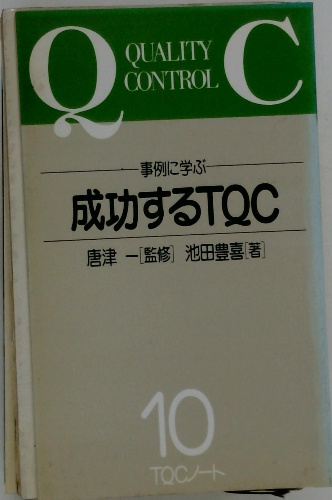 QC
QUALITY
CONTROL
事例に学ぶ
成功するTQC
唐津 一[監修] 池田豊喜[著]
10
TQCノート